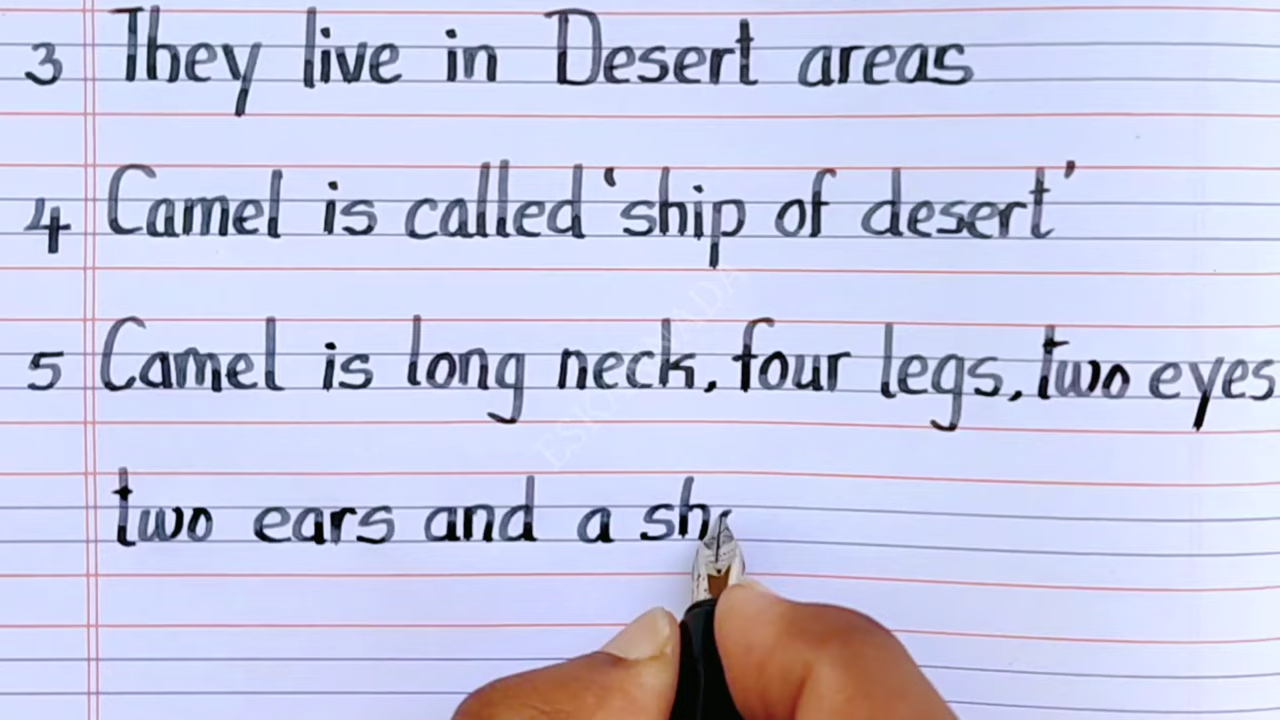 3 They live in Desert areas
4 Camel is called 'ship of desert'
5 Camel is long neck, four legs, two eyes
two ears and a sh